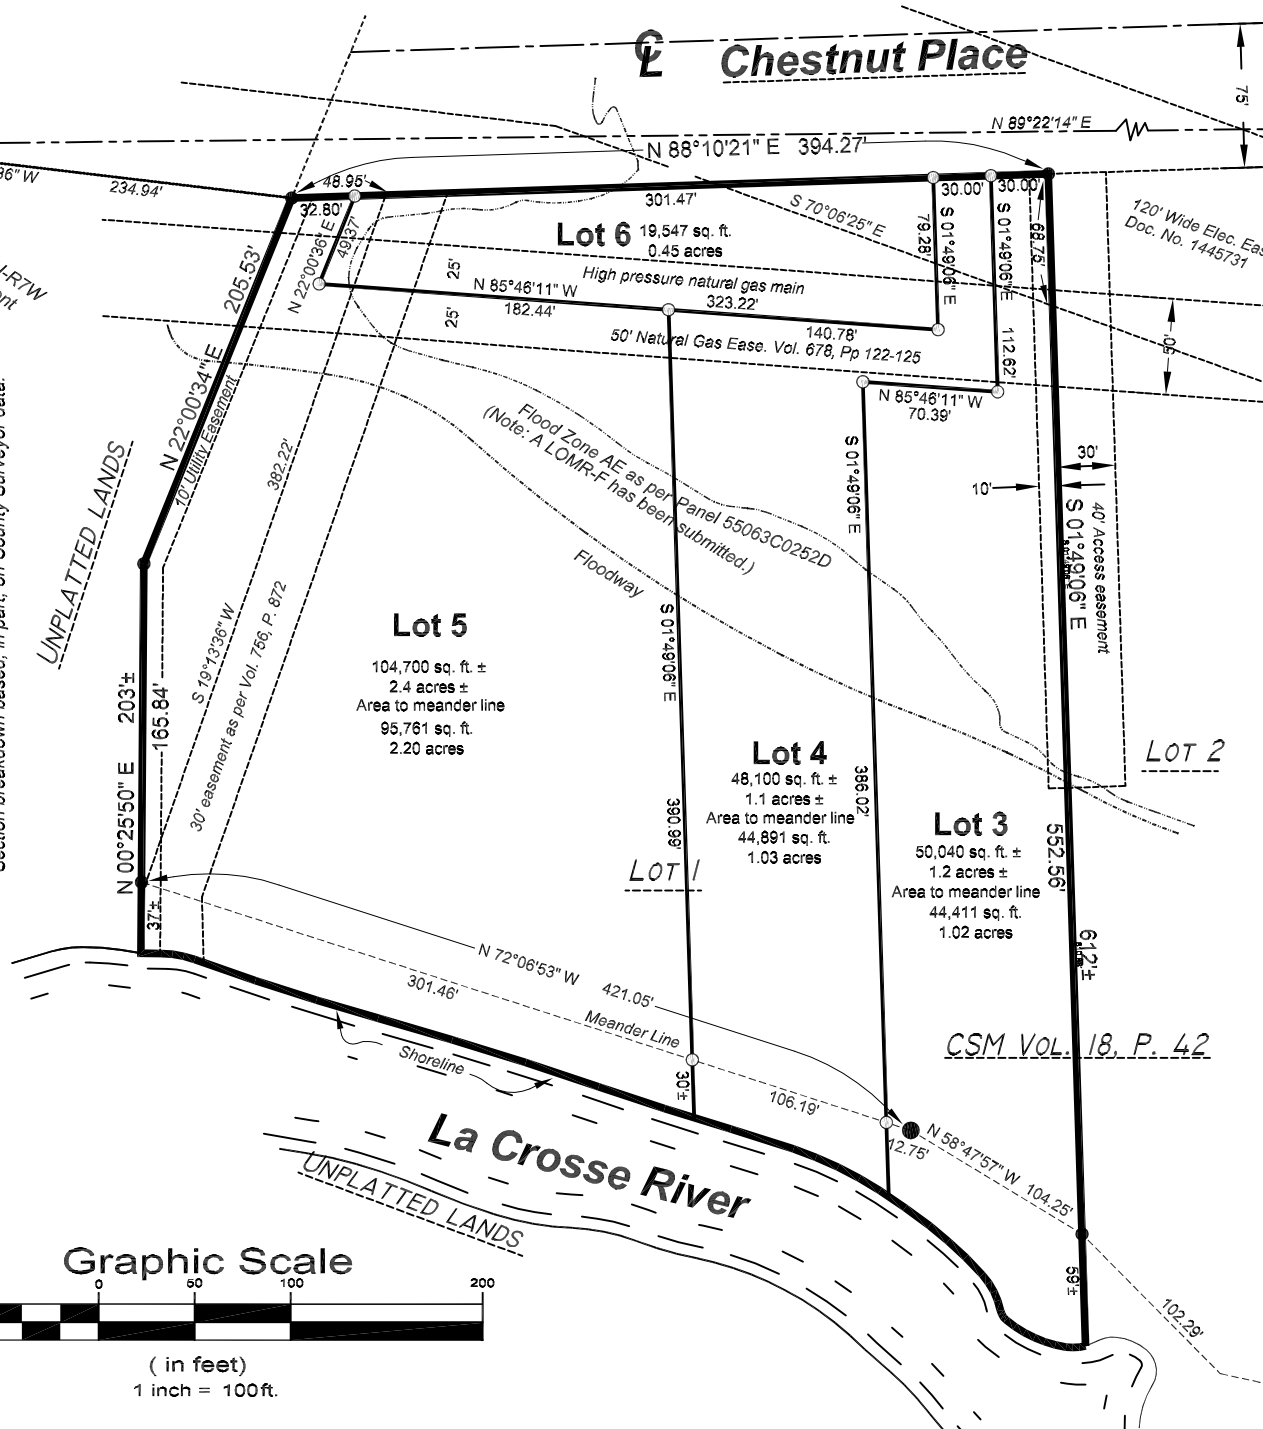 ℄
Chestnut Place
75'
N 89°22'14" E
N 88°10'21" E 394.27'
36" W
234.94'
48.95'
32.80'
301.47'
30.00'
30.00'
120' Wide Elec. Eas
Doc. No. 1445731
S 70°06'25" E
Lot 6
19,547 sq. ft.
0.45 acres
N 22°00'36" E
49.37'
79.28'
S 01°49'06" E
S 01°49'06" E
68.75'
High pressure natural gas main
25'
25'
N 85°46'11" W
323.22'
182.44'
140.78'
50' Natural Gas Ease. Vol. 678, Pp 122-125
112.62'
50'
-R7W
205.53'
N 22°00'34" E
10' Utility Easement
N 85°46'11" W
70.39'
Flood Zone AE as per Panel 55063C0252D
(Note: A LOMR-F has been submitted.)
Floodway
S 01°49'06" E
30'
10'
40' Access easement
S 01°49'06" E
UNPLATTED LANDS
382.22'
S 19°13'36" W
30' easement as per Vol. 756, P. 872
Section breakdown based, in part, on County Surveyor data.
Lot 5
104,700 sq. ft. ±
2.4 acres ±
Area to meander line
95,761 sq. ft.
2.20 acres
S 01°49'06" E
390.99'
203'±
165.84'
N 00°25'50" E
37'±
Lot 4
48,100 sq. ft. ±
1.1 acres ±
Area to meander line
44,891 sq. ft.
1.03 acres
386.02'
LOT 1
LOT 2
Lot 3
50,040 sq. ft. ±
1.2 acres ±
Area to meander line
44,411 sq. ft.
1.02 acres
552.56'
612'±
N 72°06'53" W 421.05'
301.46'
Meander Line
CSM VOL. 18, P. 42
Shoreline
30'±
106.19'
12.75'
N 58°47'57" W 104.25'
La Crosse River
UNPLATTED LANDS
59'±
102.29'
Graphic Scale
0 50 100 200
( in feet)
1 inch = 100 ft.